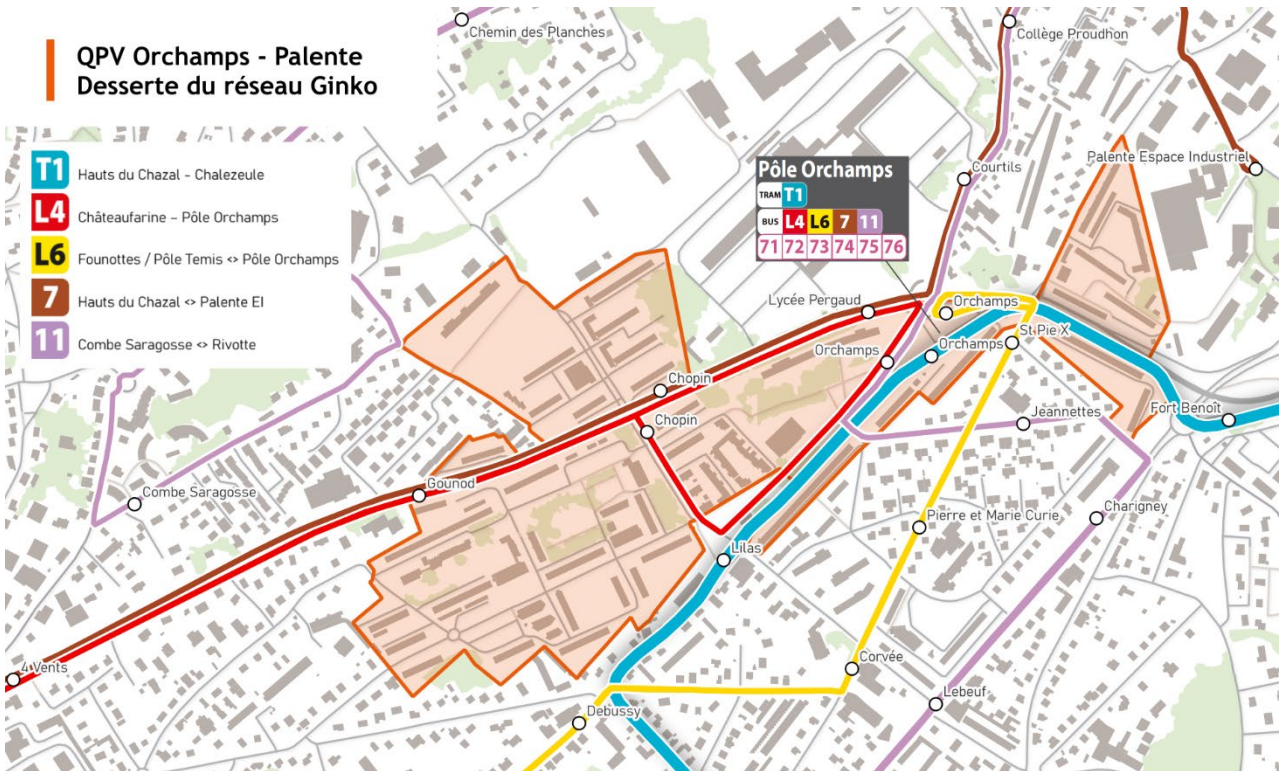 QPV Orchamps - Palente
Desserte du réseau Ginko
T1 Hauts du Chazal - Chalezeule
L4 Châteaufarine – Pôle Orchamps
L6 Founottes / Pôle Temis <> Pôle Orchamps
7 Hauts du Chazal <> Palente EI
11 Combe Saragosse <> Rivotte
Chemin des Planches
Collège Proudhon
Pôle Orchamps
TRAM T1
BUS L4 L6 7 11
71 72 73 74 75 76
Courtils
Palente Espace Industriel
Lycée Pergaud
Orchamps
St Pie X
Orchamps
Orchamps
Chopin
Chopin
Jeannettes
Fort Benoît
Gounod
Combe Saragosse
Charigney
Pierre et Marie Curie
Lilas
4 Vents
Corvée
Lebeuf
Debussy